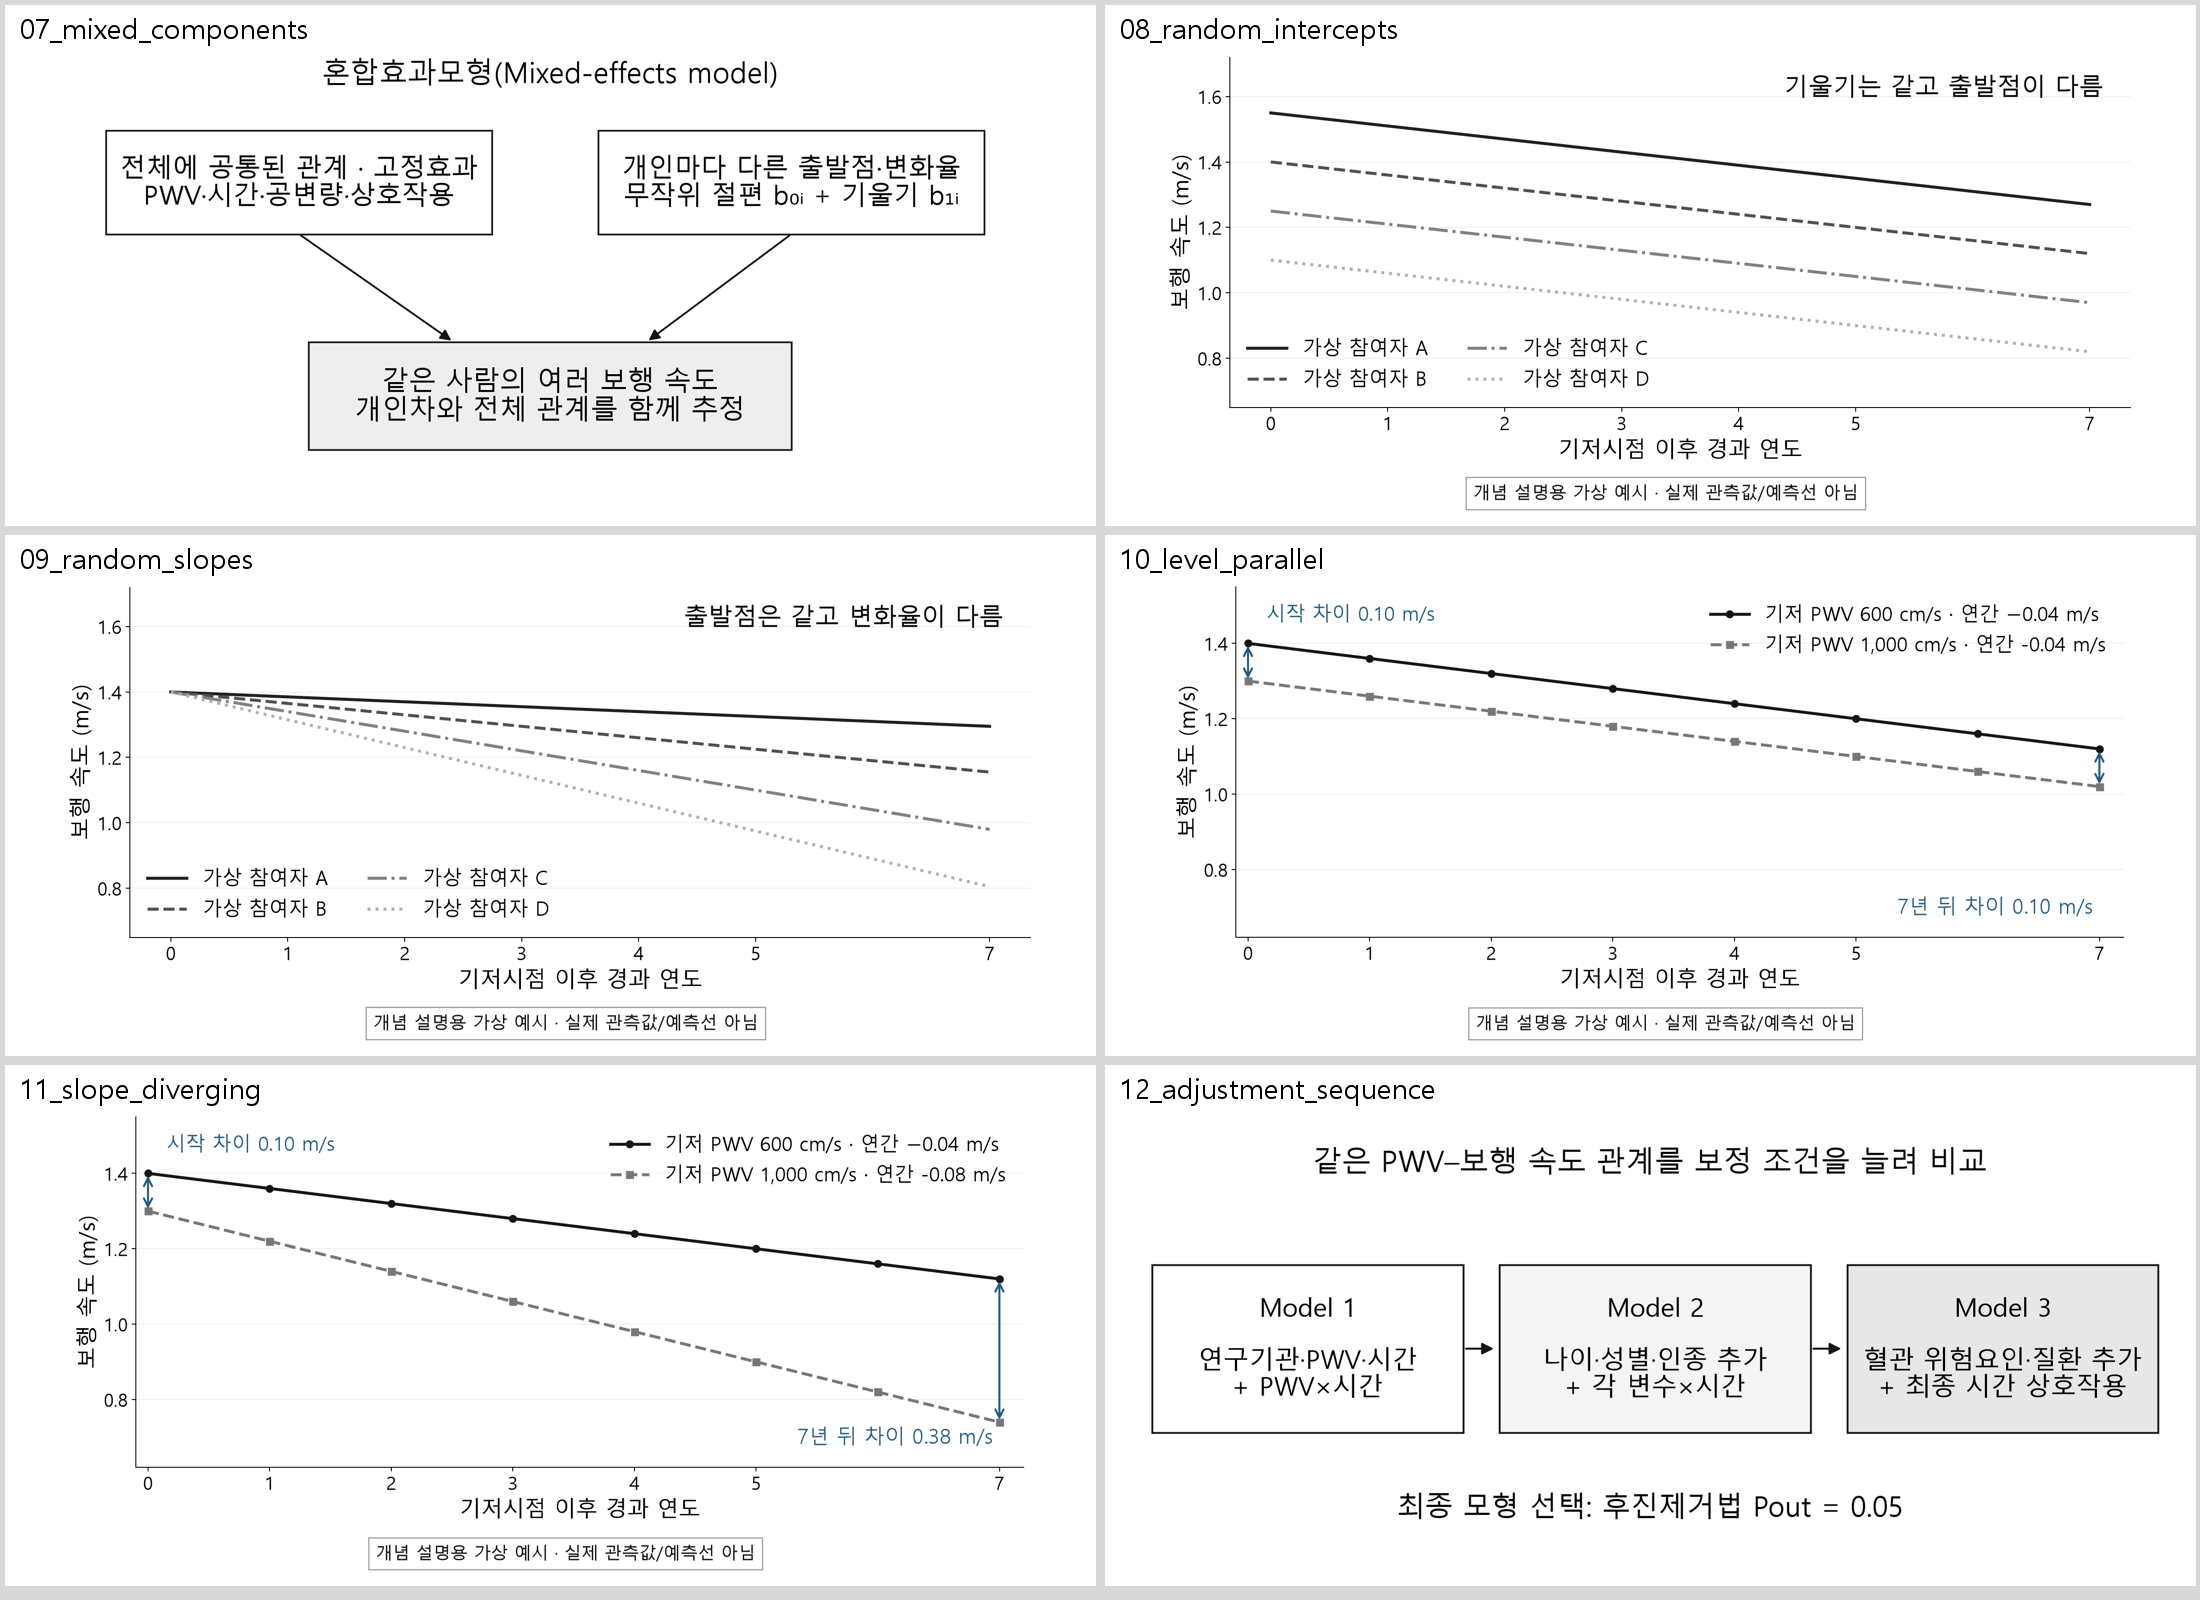 07_mixed_components
혼합효과모형(Mixed-effects model)
전체에 공통된 관계 · 고정효과
PWV·시간·공변량·상호작용
개인마다 다른 출발점·변화율
무작위 절편 b₀ᵢ + 기울기 b₁ᵢ
같은 사람의 여러 보행 속도
개인차와 전체 관계를 함께 추정
08_random_intercepts
기울기는 같고 출발점이 다름
보행 속도 (m/s)
1.6
1.4
1.2
1.0
0.8
가상 참여자 A
가상 참여자 B
가상 참여자 C
가상 참여자 D
0 1 2 3 4 5 7
기저시점 이후 경과 연도
개념 설명용 가상 예시 · 실제 관측값/예측선 아님
09_random_slopes
출발점은 같고 변화율이 다름
보행 속도 (m/s)
1.6
1.4
1.2
1.0
0.8
가상 참여자 A
가상 참여자 B
가상 참여자 C
가상 참여자 D
0 1 2 3 4 5 7
기저시점 이후 경과 연도
개념 설명용 가상 예시 · 실제 관측값/예측선 아님
10_level_parallel
시작 차이 0.10 m/s
기저 PWV 600 cm/s · 연간 −0.04 m/s
기저 PWV 1,000 cm/s · 연간 -0.04 m/s
보행 속도 (m/s)
1.4
1.2
1.0
0.8
7년 뒤 차이 0.10 m/s
0 1 2 3 4 5 7
기저시점 이후 경과 연도
개념 설명용 가상 예시 · 실제 관측값/예측선 아님
11_slope_diverging
시작 차이 0.10 m/s
기저 PWV 600 cm/s · 연간 −0.04 m/s
기저 PWV 1,000 cm/s · 연간 -0.08 m/s
보행 속도 (m/s)
1.4
1.2
1.0
0.8
7년 뒤 차이 0.38 m/s
0 1 2 3 4 5 7
기저시점 이후 경과 연도
개념 설명용 가상 예시 · 실제 관측값/예측선 아님
12_adjustment_sequence
같은 PWV–보행 속도 관계를 보정 조건을 늘려 비교
Model 1
연구기관·PWV·시간
+ PWV×시간
Model 2
나이·성별·인종 추가
+ 각 변수×시간
Model 3
혈관 위험요인·질환 추가
+ 최종 시간 상호작용
최종 모형 선택: 후진제거법 Pout = 0.05